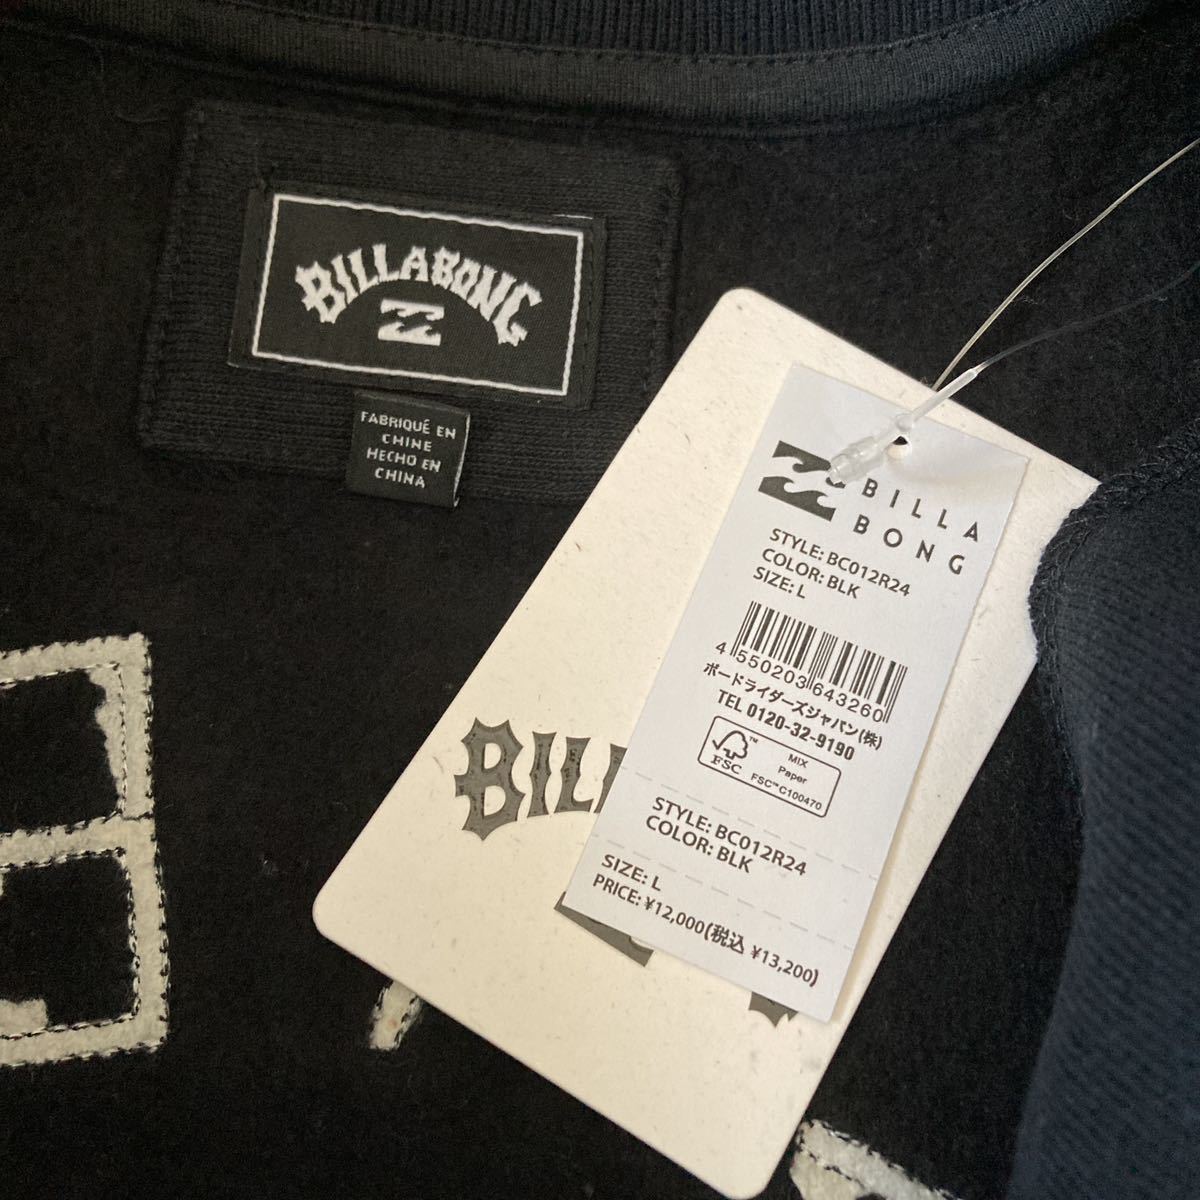 BILLABONG
FABRIQUÉ EN
CHINE
HECHO EN
CHINA
BILLA
BONG
STYLE: BC012R24
COLOR: BLK
SIZE: L
4 550203 643260
ボードライダーズジャパン(株)
TEL 0120-32-9190
FSC™
MIX
Paper
FSC™ C100470
STYLE: BC012R24
COLOR: BLK
SIZE: L
PRICE: ¥12,000(税込 ¥13,200)
BILL